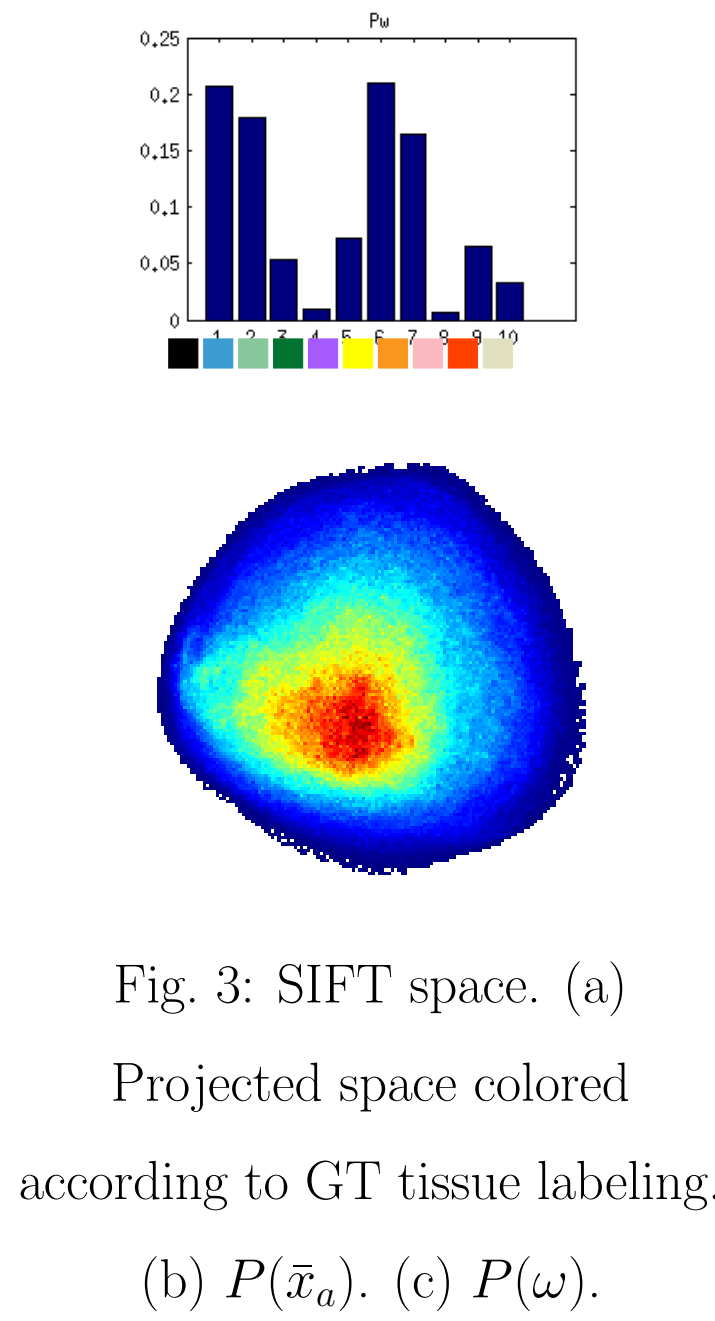 Pw
0.25
0.2
0.15
0.1
0.05
0
1 2 3 4 5 6 7 8 9 10
Fig. 3: SIFT space. (a)
Projected space colored
according to GT tissue labeling.
(b) P(x̄ₐ). (c) P(ω).